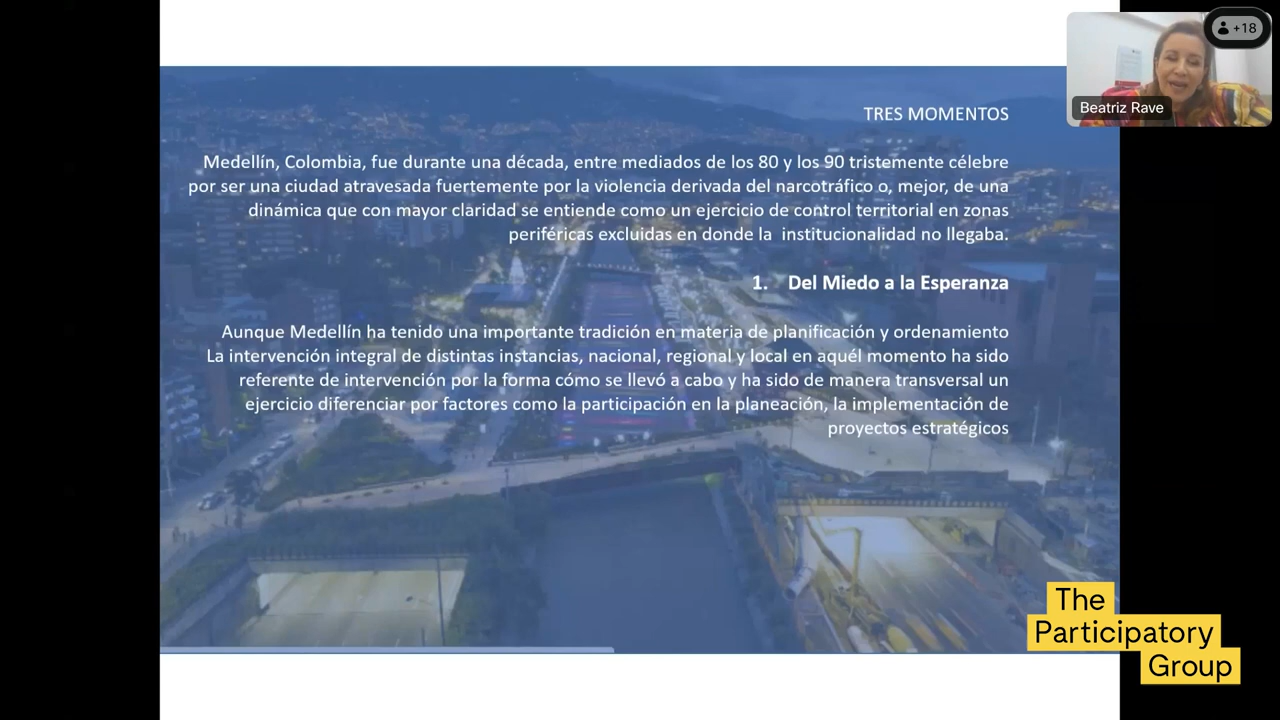 +18
Beatriz Rave
TRES MOMENTOS
Medellín, Colombia, fue durante una década, entre mediados de los 80 y los 90 tristemente célebre
por ser una ciudad atravesada fuertemente por la violencia derivada del narcotráfico o, mejor, de una
dinámica que con mayor claridad se entiende como un ejercicio de control territorial en zonas
periféricas excluidas en donde la institucionalidad no llegaba.
1. Del Miedo a la Esperanza
Aunque Medellín ha tenido una importante tradición en materia de planificación y ordenamiento
La intervención integral de distintas instancias, nacional, regional y local en aquél momento ha sido
referente de intervención por la forma cómo se llevó a cabo y ha sido de manera transversal un
ejercicio diferenciar por factores como la participación en la planeación, la implementación de
proyectos estratégicos
The
Participatory
Group